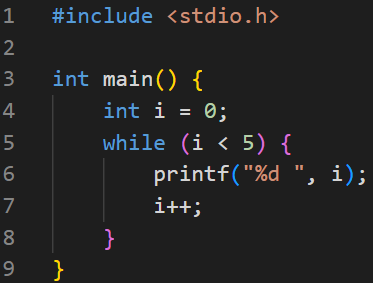 1 #include <stdio.h>
2
3 int main() {
4     int i = 0;
5     while (i < 5) {
6         printf("%d ", i);
7         i++;
8     }
9 }